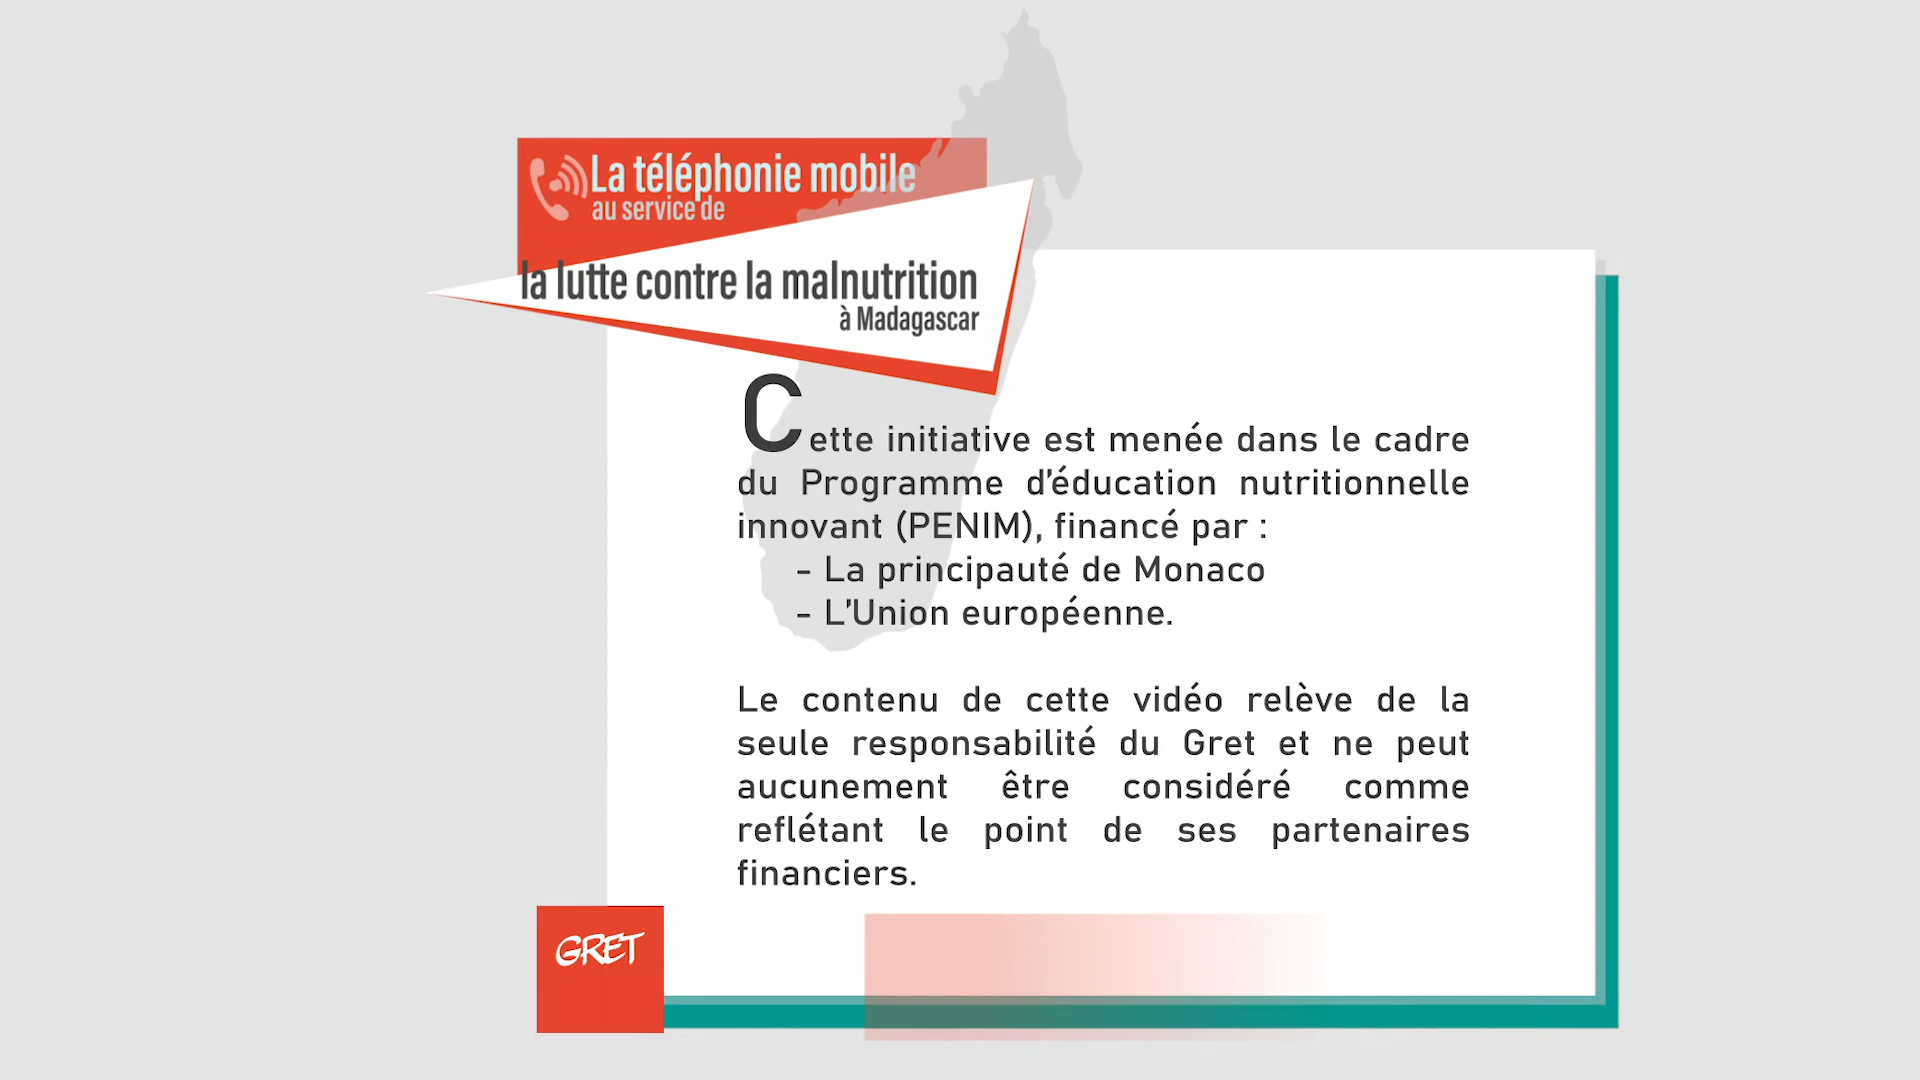 La téléphonie mobile
au service de
la lutte contre la malnutrition
à Madagascar
Cette initiative est menée dans le cadre
du Programme d'éducation nutritionnelle
innovant (PENIM), financé par :
- La principauté de Monaco
- L'Union européenne.
Le contenu de cette vidéo relève de la
seule responsabilité du Gret et ne peut
aucunement être considéré comme
reflétant le point de ses partenaires
financiers.
GRET